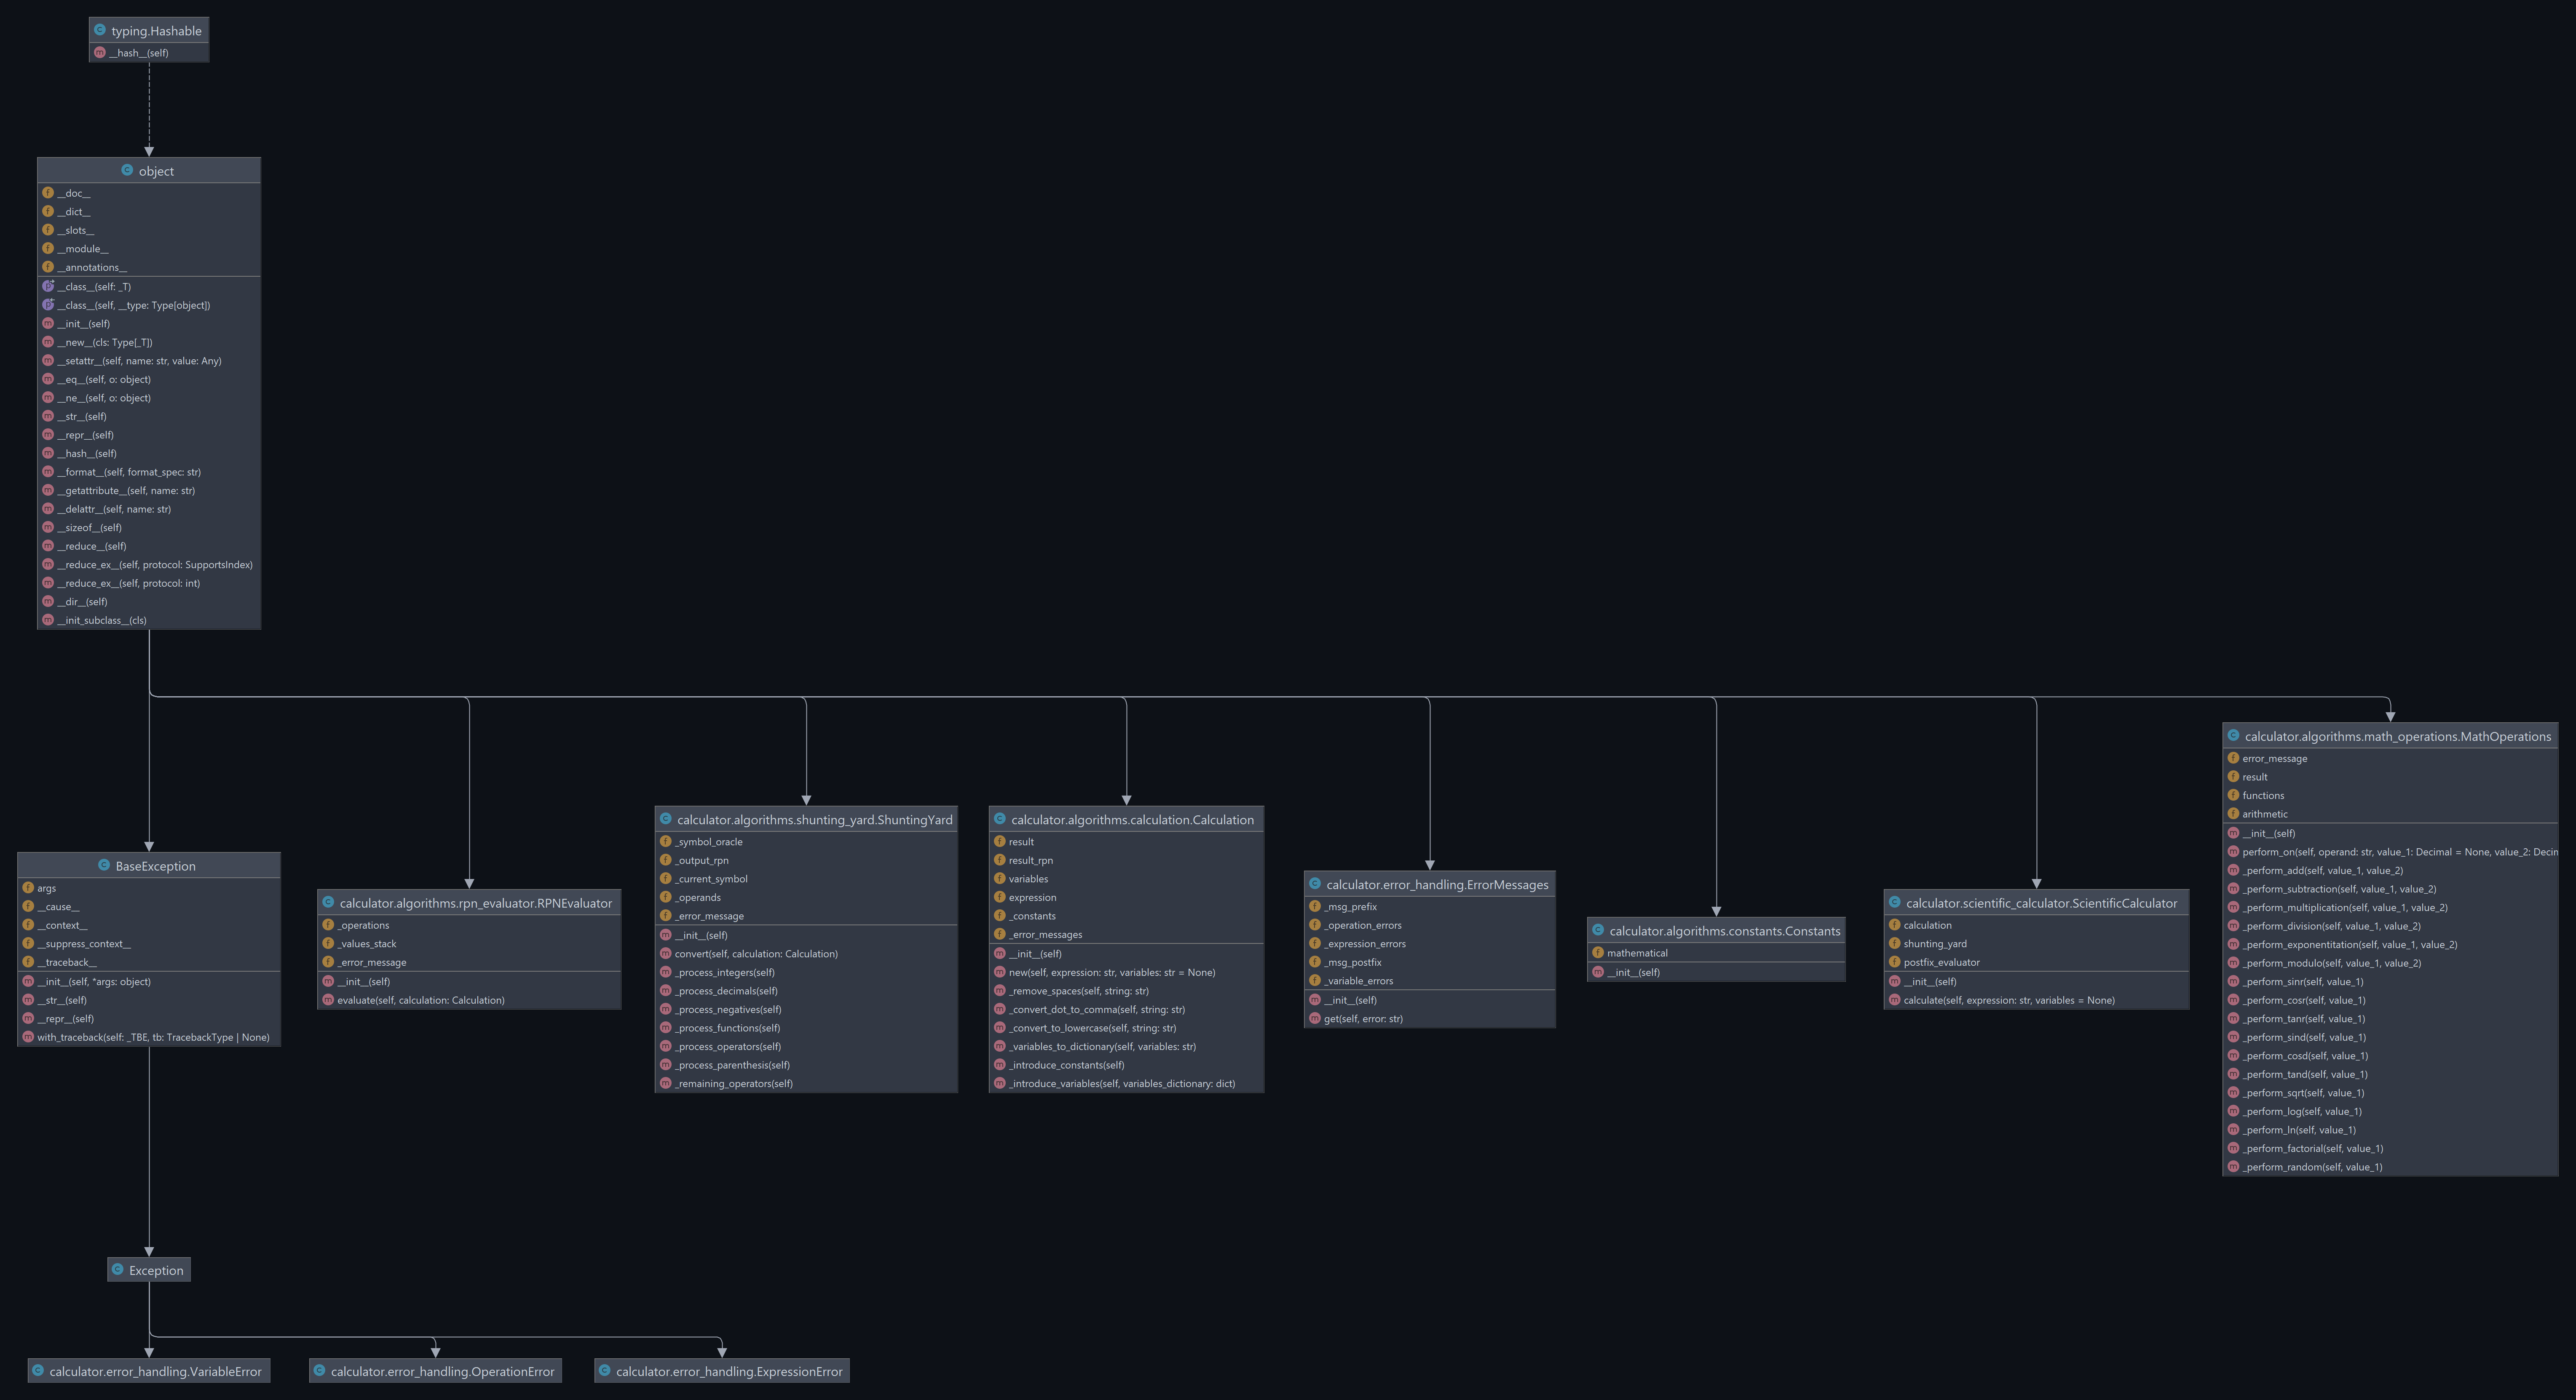 typing.Hashable
__hash__(self)
object
__doc__
__dict__
__slots__
__module__
__annotations__
__class__(self: _T)
__class__(self, __type: Type[object])
__init__(self)
__new__(cls: Type[_T])
__setattr__(self, name: str, value: Any)
__eq__(self, o: object)
__ne__(self, o: object)
__str__(self)
__repr__(self)
__hash__(self)
__format__(self, format_spec: str)
__getattribute__(self, name: str)
__delattr__(self, name: str)
__sizeof__(self)
__reduce__(self)
__reduce_ex__(self, protocol: SupportsIndex)
__reduce_ex__(self, protocol: int)
__dir__(self)
__init_subclass__(cls)
BaseException
args
__cause__
__context__
__suppress_context__
__traceback__
__init__(self, *args: object)
__str__(self)
__repr__(self)
with_traceback(self: _TBE, tb: TracebackType | None)
calculator.algorithms.rpn_evaluator.RPNEvaluator
_operations
_values_stack
_error_message
__init__(self)
evaluate(self, calculation: Calculation)
calculator.algorithms.shunting_yard.ShuntingYard
_symbol_oracle
_output_rpn
_current_symbol
_operands
_error_message
__init__(self)
convert(self, calculation: Calculation)
_process_integers(self)
_process_decimals(self)
_process_negatives(self)
_process_functions(self)
_process_operators(self)
_process_parenthesis(self)
_remaining_operators(self)
calculator.algorithms.calculation.Calculation
result
result_rpn
variables
expression
_constants
_error_messages
__init__(self)
new(self, expression: str, variables: str = None)
_remove_spaces(self, string: str)
_convert_dot_to_comma(self, string: str)
_convert_to_lowercase(self, string: str)
_variables_to_dictionary(self, variables: str)
_introduce_constants(self)
_introduce_variables(self, variables_dictionary: dict)
calculator.error_handling.ErrorMessages
_msg_prefix
_operation_errors
_expression_errors
_msg_postfix
_variable_errors
__init__(self)
get(self, error: str)
calculator.algorithms.constants.Constants
mathematical
__init__(self)
calculator.scientific_calculator.ScientificCalculator
calculation
shunting_yard
postfix_evaluator
__init__(self)
calculate(self, expression: str, variables = None)
calculator.algorithms.math_operations.MathOperations
error_message
result
functions
arithmetic
__init__(self)
perform_on(self, operand: str, value_1: Decimal = None, value_2: Decin
_perform_add(self, value_1, value_2)
_perform_subtraction(self, value_1, value_2)
_perform_multiplication(self, value_1, value_2)
_perform_division(self, value_1, value_2)
_perform_exponentitation(self, value_1, value_2)
_perform_modulo(self, value_1, value_2)
_perform_sinr(self, value_1)
_perform_cosr(self, value_1)
_perform_tanr(self, value_1)
_perform_sind(self, value_1)
_perform_cosd(self, value_1)
_perform_tand(self, value_1)
_perform_sqrt(self, value_1)
_perform_log(self, value_1)
_perform_ln(self, value_1)
_perform_factorial(self, value_1)
_perform_random(self, value_1)
Exception
calculator.error_handling.VariableError
calculator.error_handling.OperationError
calculator.error_handling.ExpressionError